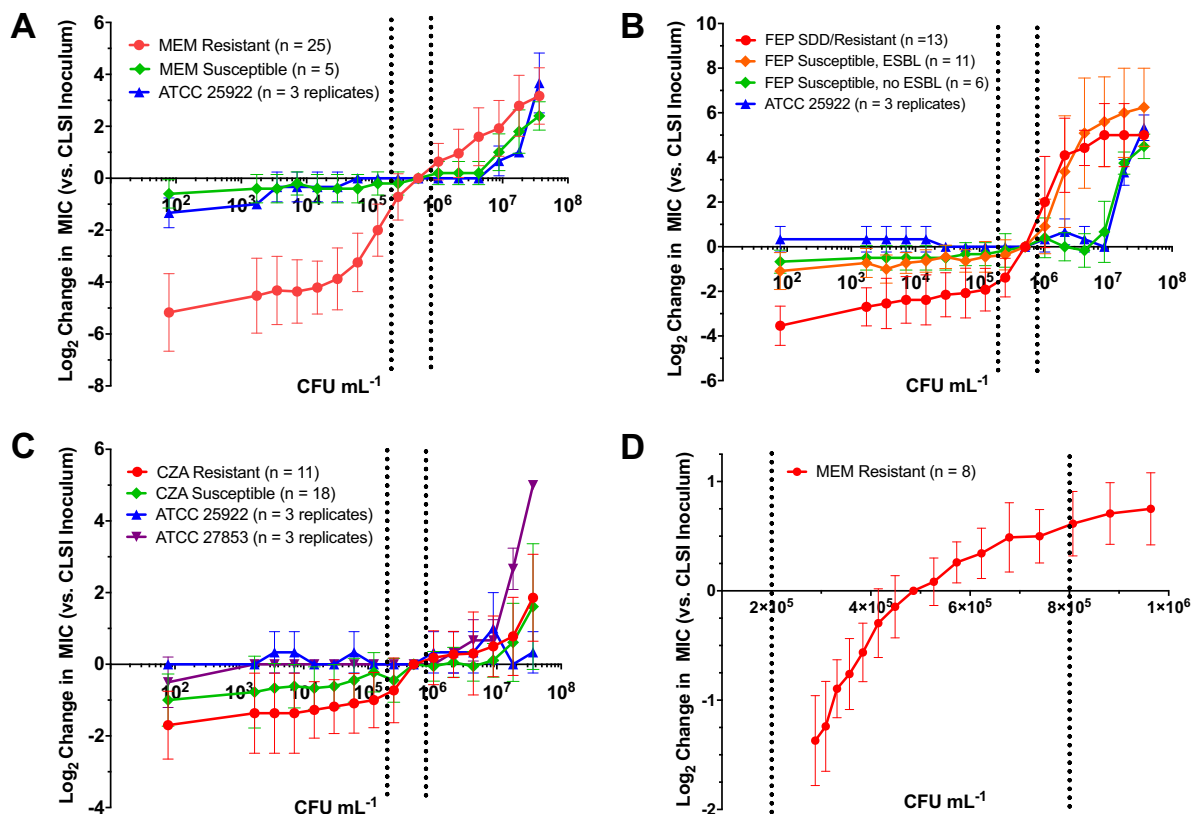 A
Log2 Change in MIC (vs. CLSI Inoculum)
6
4
2
0
-2
-4
-6
-8
MEM Resistant (n = 25)
MEM Susceptible (n = 5)
ATCC 25922 (n = 3 replicates)
10² 10³ 10⁴ 10⁵ 10⁶ 10⁷ 10⁸
CFU mL⁻¹
B
Log2 Change in MIC (vs. CLSI Inoculum)
10
8
6
4
2
0
-2
-4
-6
FEP SDD/Resistant (n =13)
FEP Susceptible, ESBL (n = 11)
FEP Susceptible, no ESBL (n = 6)
ATCC 25922 (n = 3 replicates)
10² 10³ 10⁴ 10⁵ 10⁶ 10⁷ 10⁸
CFU mL⁻¹
C
Log2 Change in MIC (vs. CLSI Inoculum)
6
4
2
0
-2
-4
CZA Resistant (n = 11)
CZA Susceptible (n = 18)
ATCC 25922 (n = 3 replicates)
ATCC 27853 (n = 3 replicates)
10² 10³ 10⁴ 10⁵ 10⁶ 10⁷ 10⁸
CFU mL⁻¹
D
Log2 Change in MIC (vs. CLSI Inoculum)
1
0
-1
-2
MEM Resistant (n = 8)
2×10⁵ 4×10⁵ 6×10⁵ 8×10⁵ 1×10⁶
CFU mL⁻¹